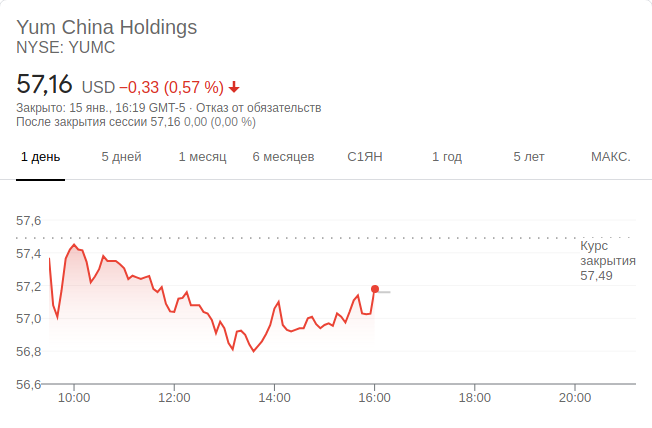 Yum China Holdings
NYSE: YUMC
57,16 USD −0,33 (0,57 %)
Закрыто: 15 янв., 16:19 GMT-5 · Отказ от обязательств
После закрытия сессии 57,16 0,00 (0,00 %)
1 день 5 дней 1 месяц 6 месяцев С1ЯН 1 год 5 лет МАКС.
57,6
57,4
57,2
57,0
56,8
56,6
Курс
закрытия
57,49
10:00 12:00 14:00 16:00 18:00 20:00